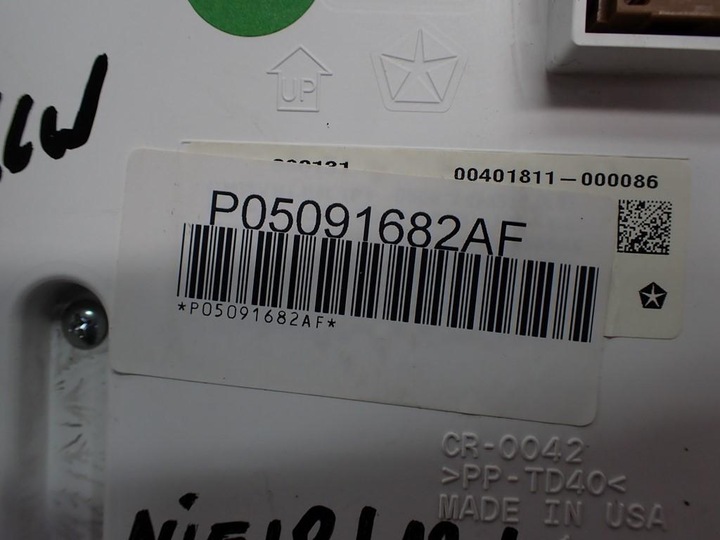 UP
00401811-000086
P05091682AF
*P05091682AF*
CR-0042
>PP-TD40<
MADE IN USA